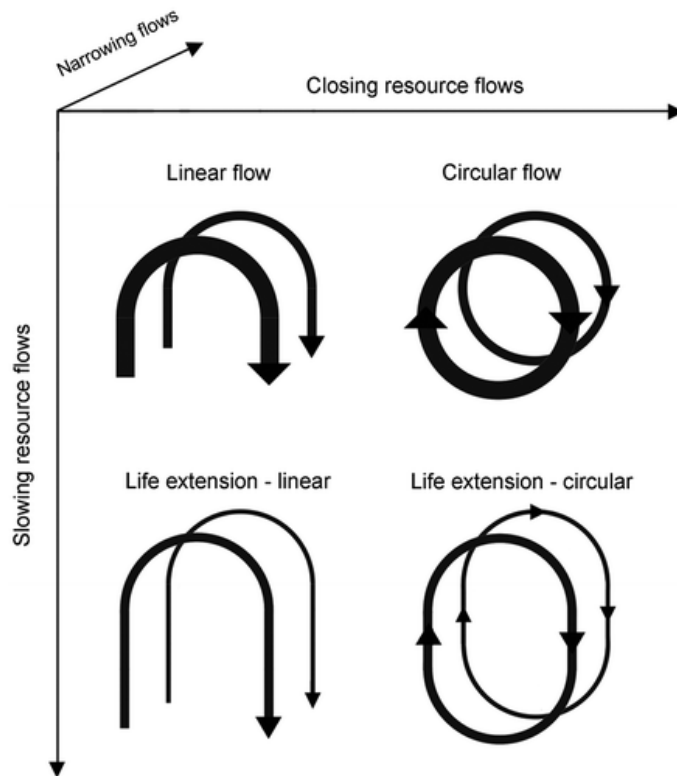 Narrowing flows
Closing resource flows
Linear flow
Circular flow
Slowing resource flows
Life extension - linear
Life extension - circular